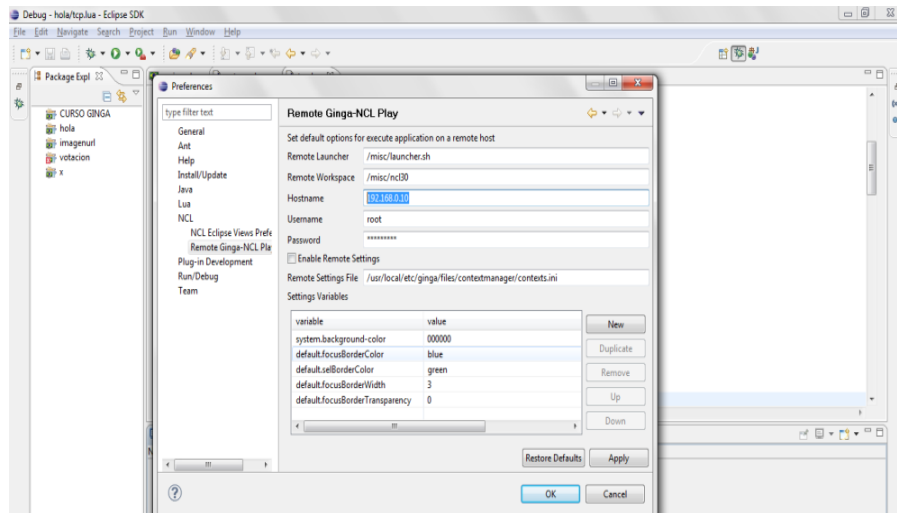 Debug - hola/tcp.lua - Eclipse SDK
File Edit Navigate Search Project Run Window Help
Package Expl
CURSO GINGA
hola
imagenurl
votacion
x
Preferences
type filter text
General
Ant
Help
Install/Update
Java
Lua
NCL
NCL Eclipse Views Prefe
Remote Ginga-NCL Pla
Plug-in Development
Run/Debug
Team
Remote Ginga-NCL Play
Set default options for execute application on a remote host
Remote Launcher /misc/launcher.sh
Remote Workspace /misc/ncl30
Hostname 192.168.0.10
Username root
Password *********
Enable Remote Settings
Remote Settings File /usr/local/etc/ginga/files/contextmanager/contexts.ini
Settings Variables
variable value
system.background-color 000000
default.focusBorderColor blue
default.selBorderColor green
default.focusBorderWidth 3
default.focusBorderTransparency 0
New
Duplicate
Remove
Up
Down
Restore Defaults Apply
OK Cancel